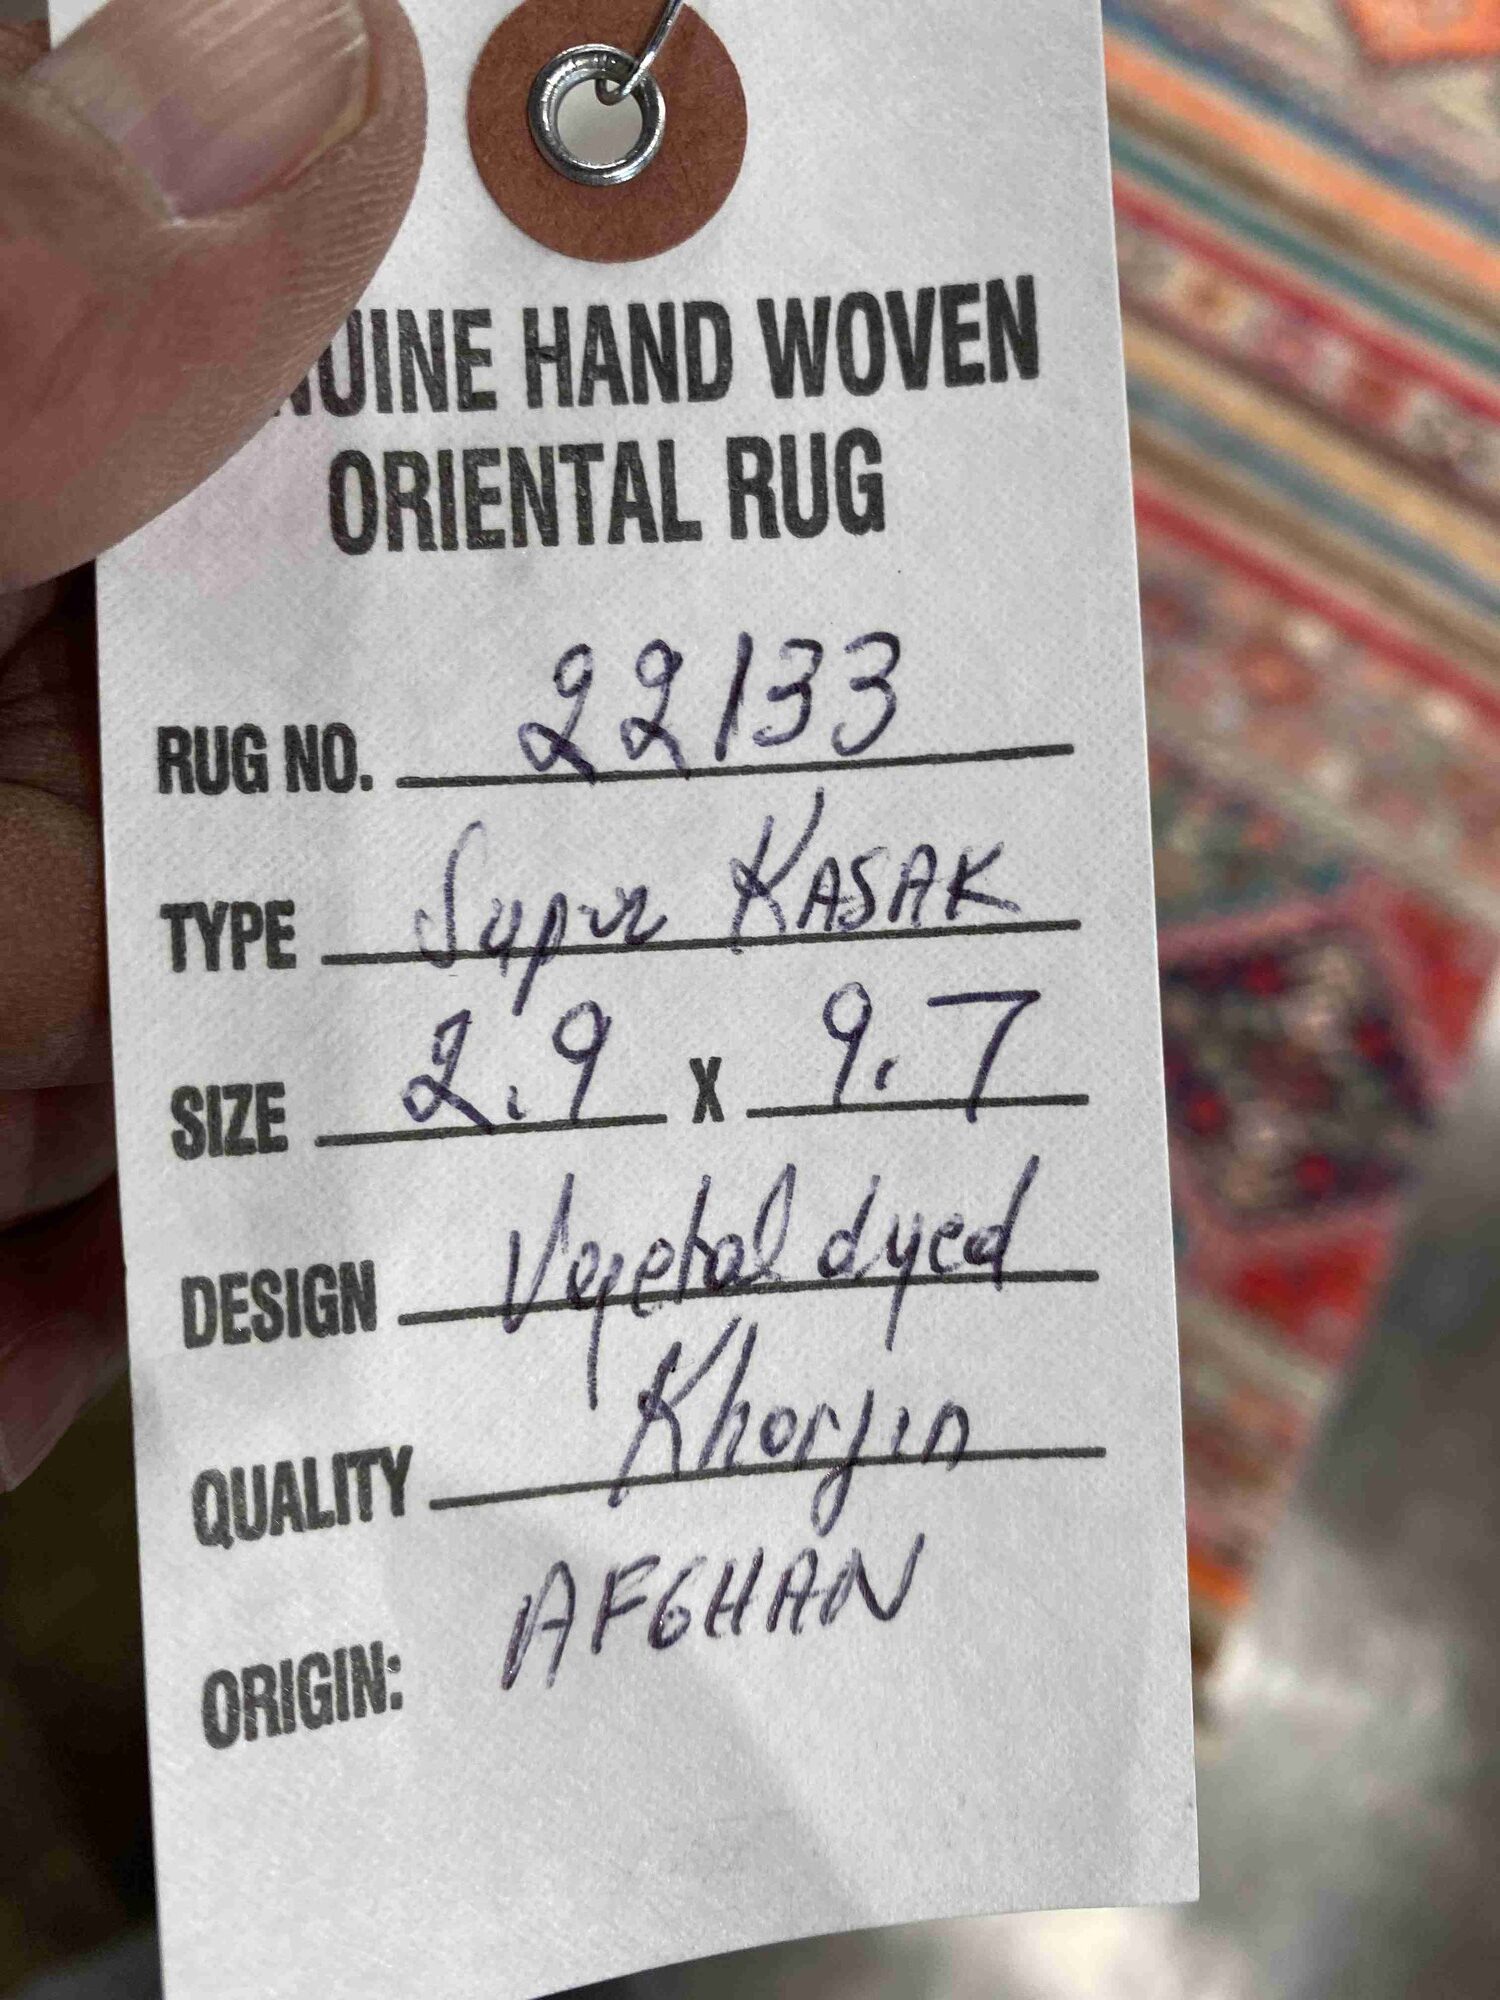 NUINE HAND WOVEN
ORIENTAL RUG
RUG NO. 22133
TYPE Super KASAK
SIZE 2.9 x 9.7
DESIGN Vegetal dyed
QUALITY Khorjin
ORIGIN: AFGHAN